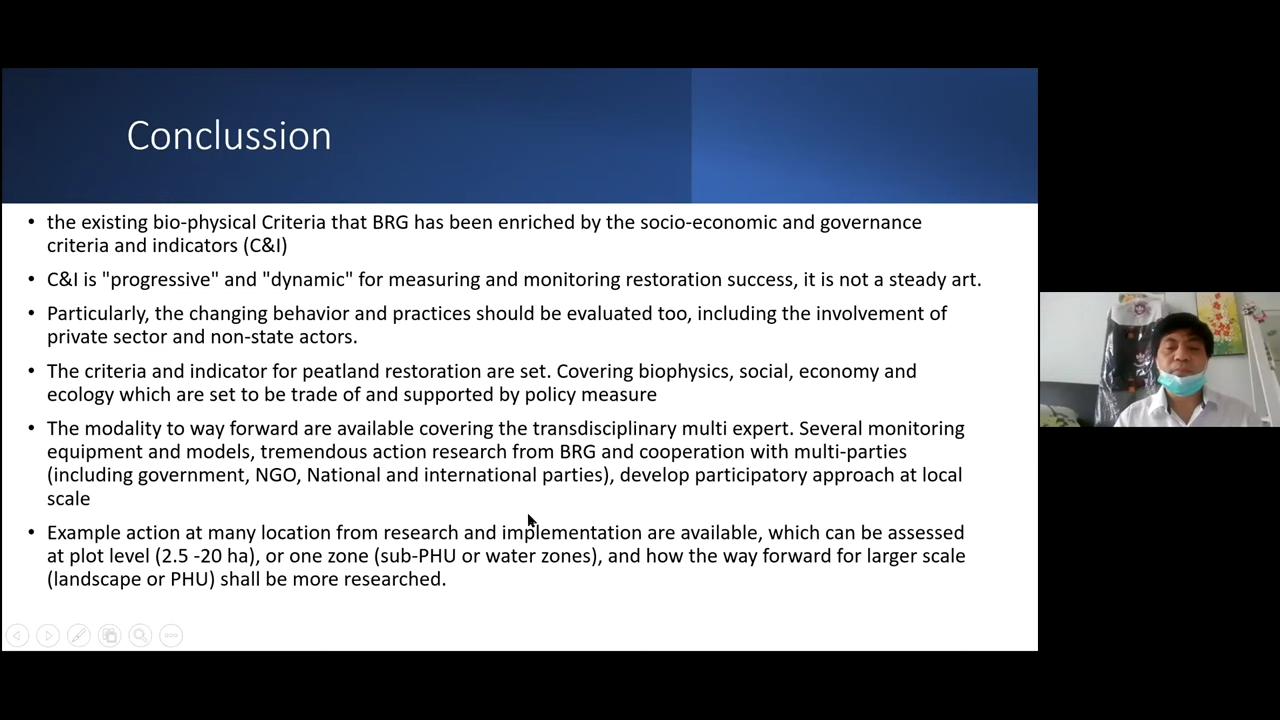 Conclussion
• the existing bio-physical Criteria that BRG has been enriched by the socio-economic and governance
criteria and indicators (C&I)
• C&I is "progressive" and "dynamic" for measuring and monitoring restoration success, it is not a steady art.
• Particularly, the changing behavior and practices should be evaluated too, including the involvement of
private sector and non-state actors.
• The criteria and indicator for peatland restoration are set. Covering biophysics, social, economy and
ecology which are set to be trade of and supported by policy measure
• The modality to way forward are available covering the transdisciplinary multi expert. Several monitoring
equipment and models, tremendous action research from BRG and cooperation with multi-parties
(including government, NGO, National and international parties), develop participatory approach at local
scale
• Example action at many location from research and implementation are available, which can be assessed
at plot level (2.5 -20 ha), or one zone (sub-PHU or water zones), and how the way forward for larger scale
(landscape or PHU) shall be more researched.